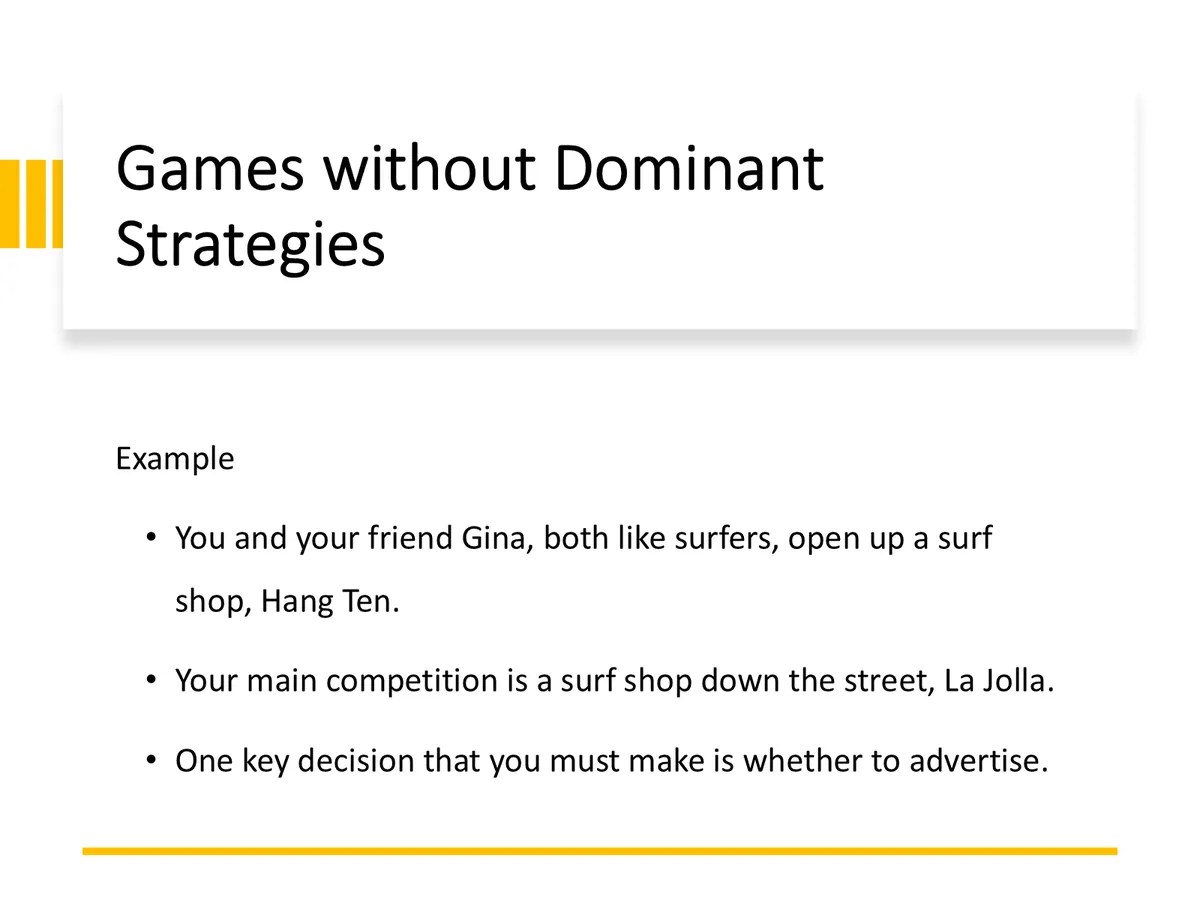 Games without Dominant
Strategies
Example
• You and your friend Gina, both like surfers, open up a surf
shop, Hang Ten.
• Your main competition is a surf shop down the street, La Jolla.
• One key decision that you must make is whether to advertise.